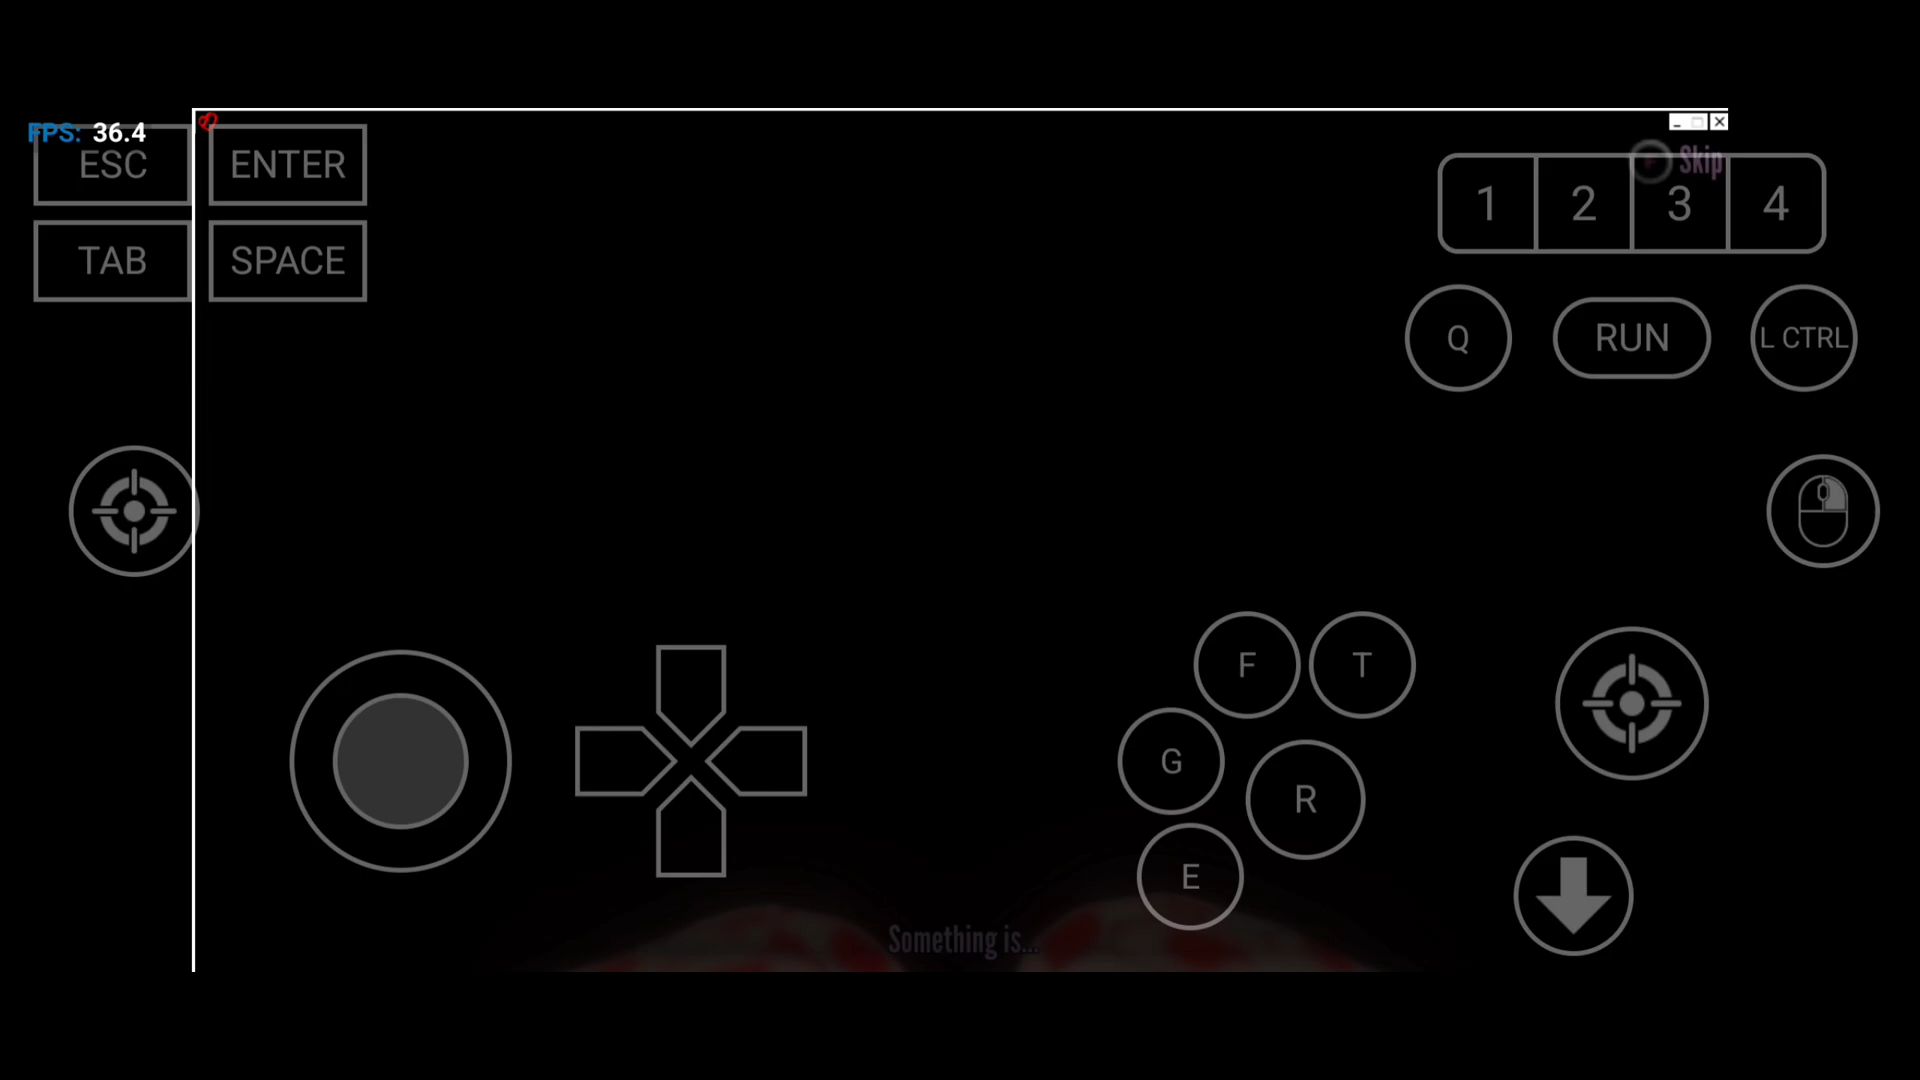 FPS: 36.4
ESC
ENTER
Skip
1 2 3 4
TAB
SPACE
Q
RUN
L CTRL
F
T
G
R
E
Something is...